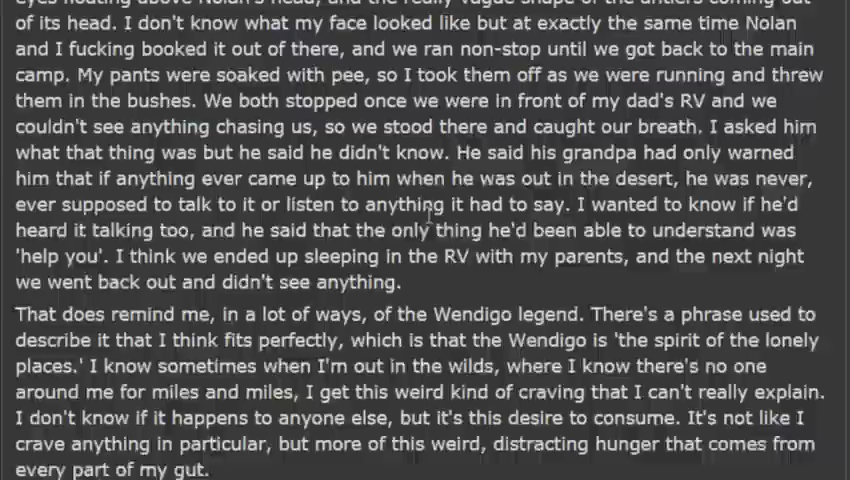 eyes floating above Nolan's head, and the really vague shape of the antlers coming out
of its head. I don't know what my face looked like but at exactly the same time Nolan
and I fucking booked it out of there, and we ran non-stop until we got back to the main
camp. My pants were soaked with pee, so I took them off as we were running and threw
them in the bushes. We both stopped once we were in front of my dad's RV and we
couldn't see anything chasing us, so we stood there and caught our breath. I asked him
what that thing was but he said he didn't know. He said his grandpa had only warned
him that if anything ever came up to him when he was out in the desert, he was never,
ever supposed to talk to it or listen to anything it had to say. I wanted to know if he'd
heard it talking too, and he said that the only thing he'd been able to understand was
'help you'. I think we ended up sleeping in the RV with my parents, and the next night
we went back out and didn't see anything.
That does remind me, in a lot of ways, of the Wendigo legend. There's a phrase used to
describe it that I think fits perfectly, which is that the Wendigo is 'the spirit of the lonely
places.' I know sometimes when I'm out in the wilds, where I know there's no one
around me for miles and miles, I get this weird kind of craving that I can't really explain.
I don't know if it happens to anyone else, but it's this desire to consume. It's not like I
crave anything in particular, but more of this weird, distracting hunger that comes from
every part of my gut.